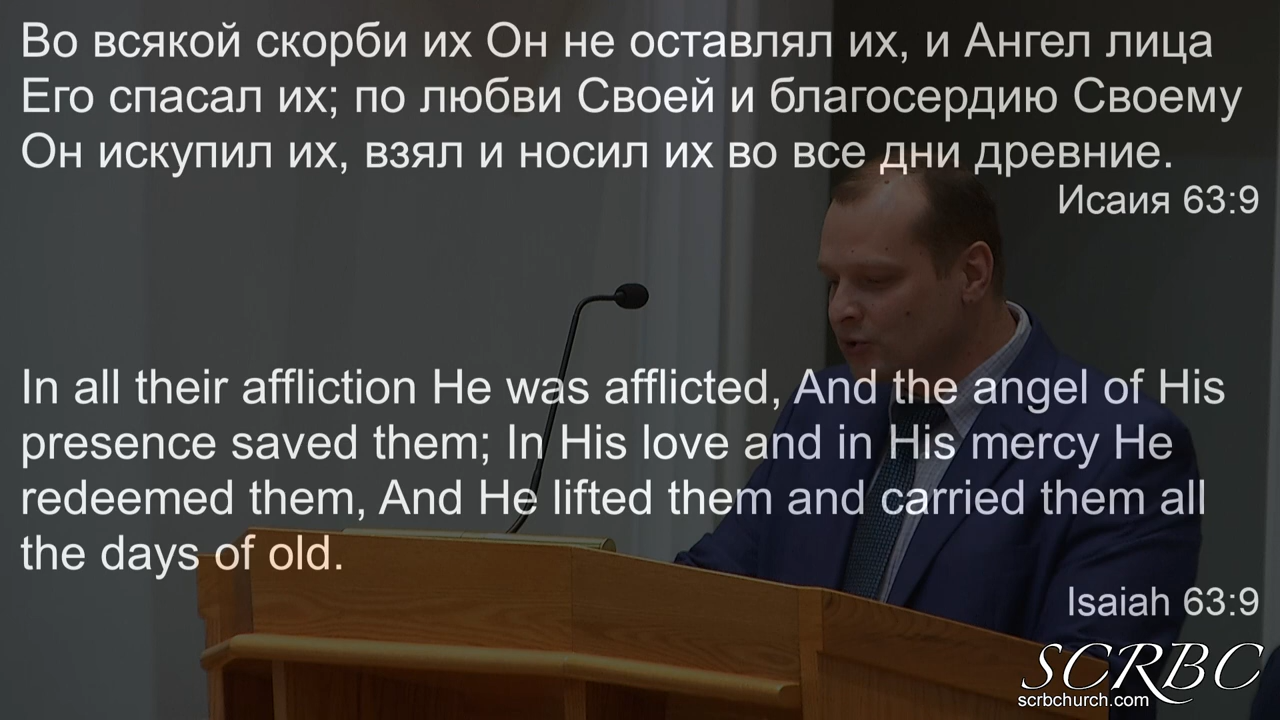 Во всякой скорби их Он не оставлял их, и Ангел лица
Его спасал их; по любви Своей и благосердию Своему
Он искупил их, взял и носил их во все дни древние.
Исаия 63:9
In all their affliction He was afflicted, And the angel of His
presence saved them; In His love and in His mercy He
redeemed them, And He lifted them and carried them all
the days of old.
Isaiah 63:9
SCRBC
scrbchurch.com